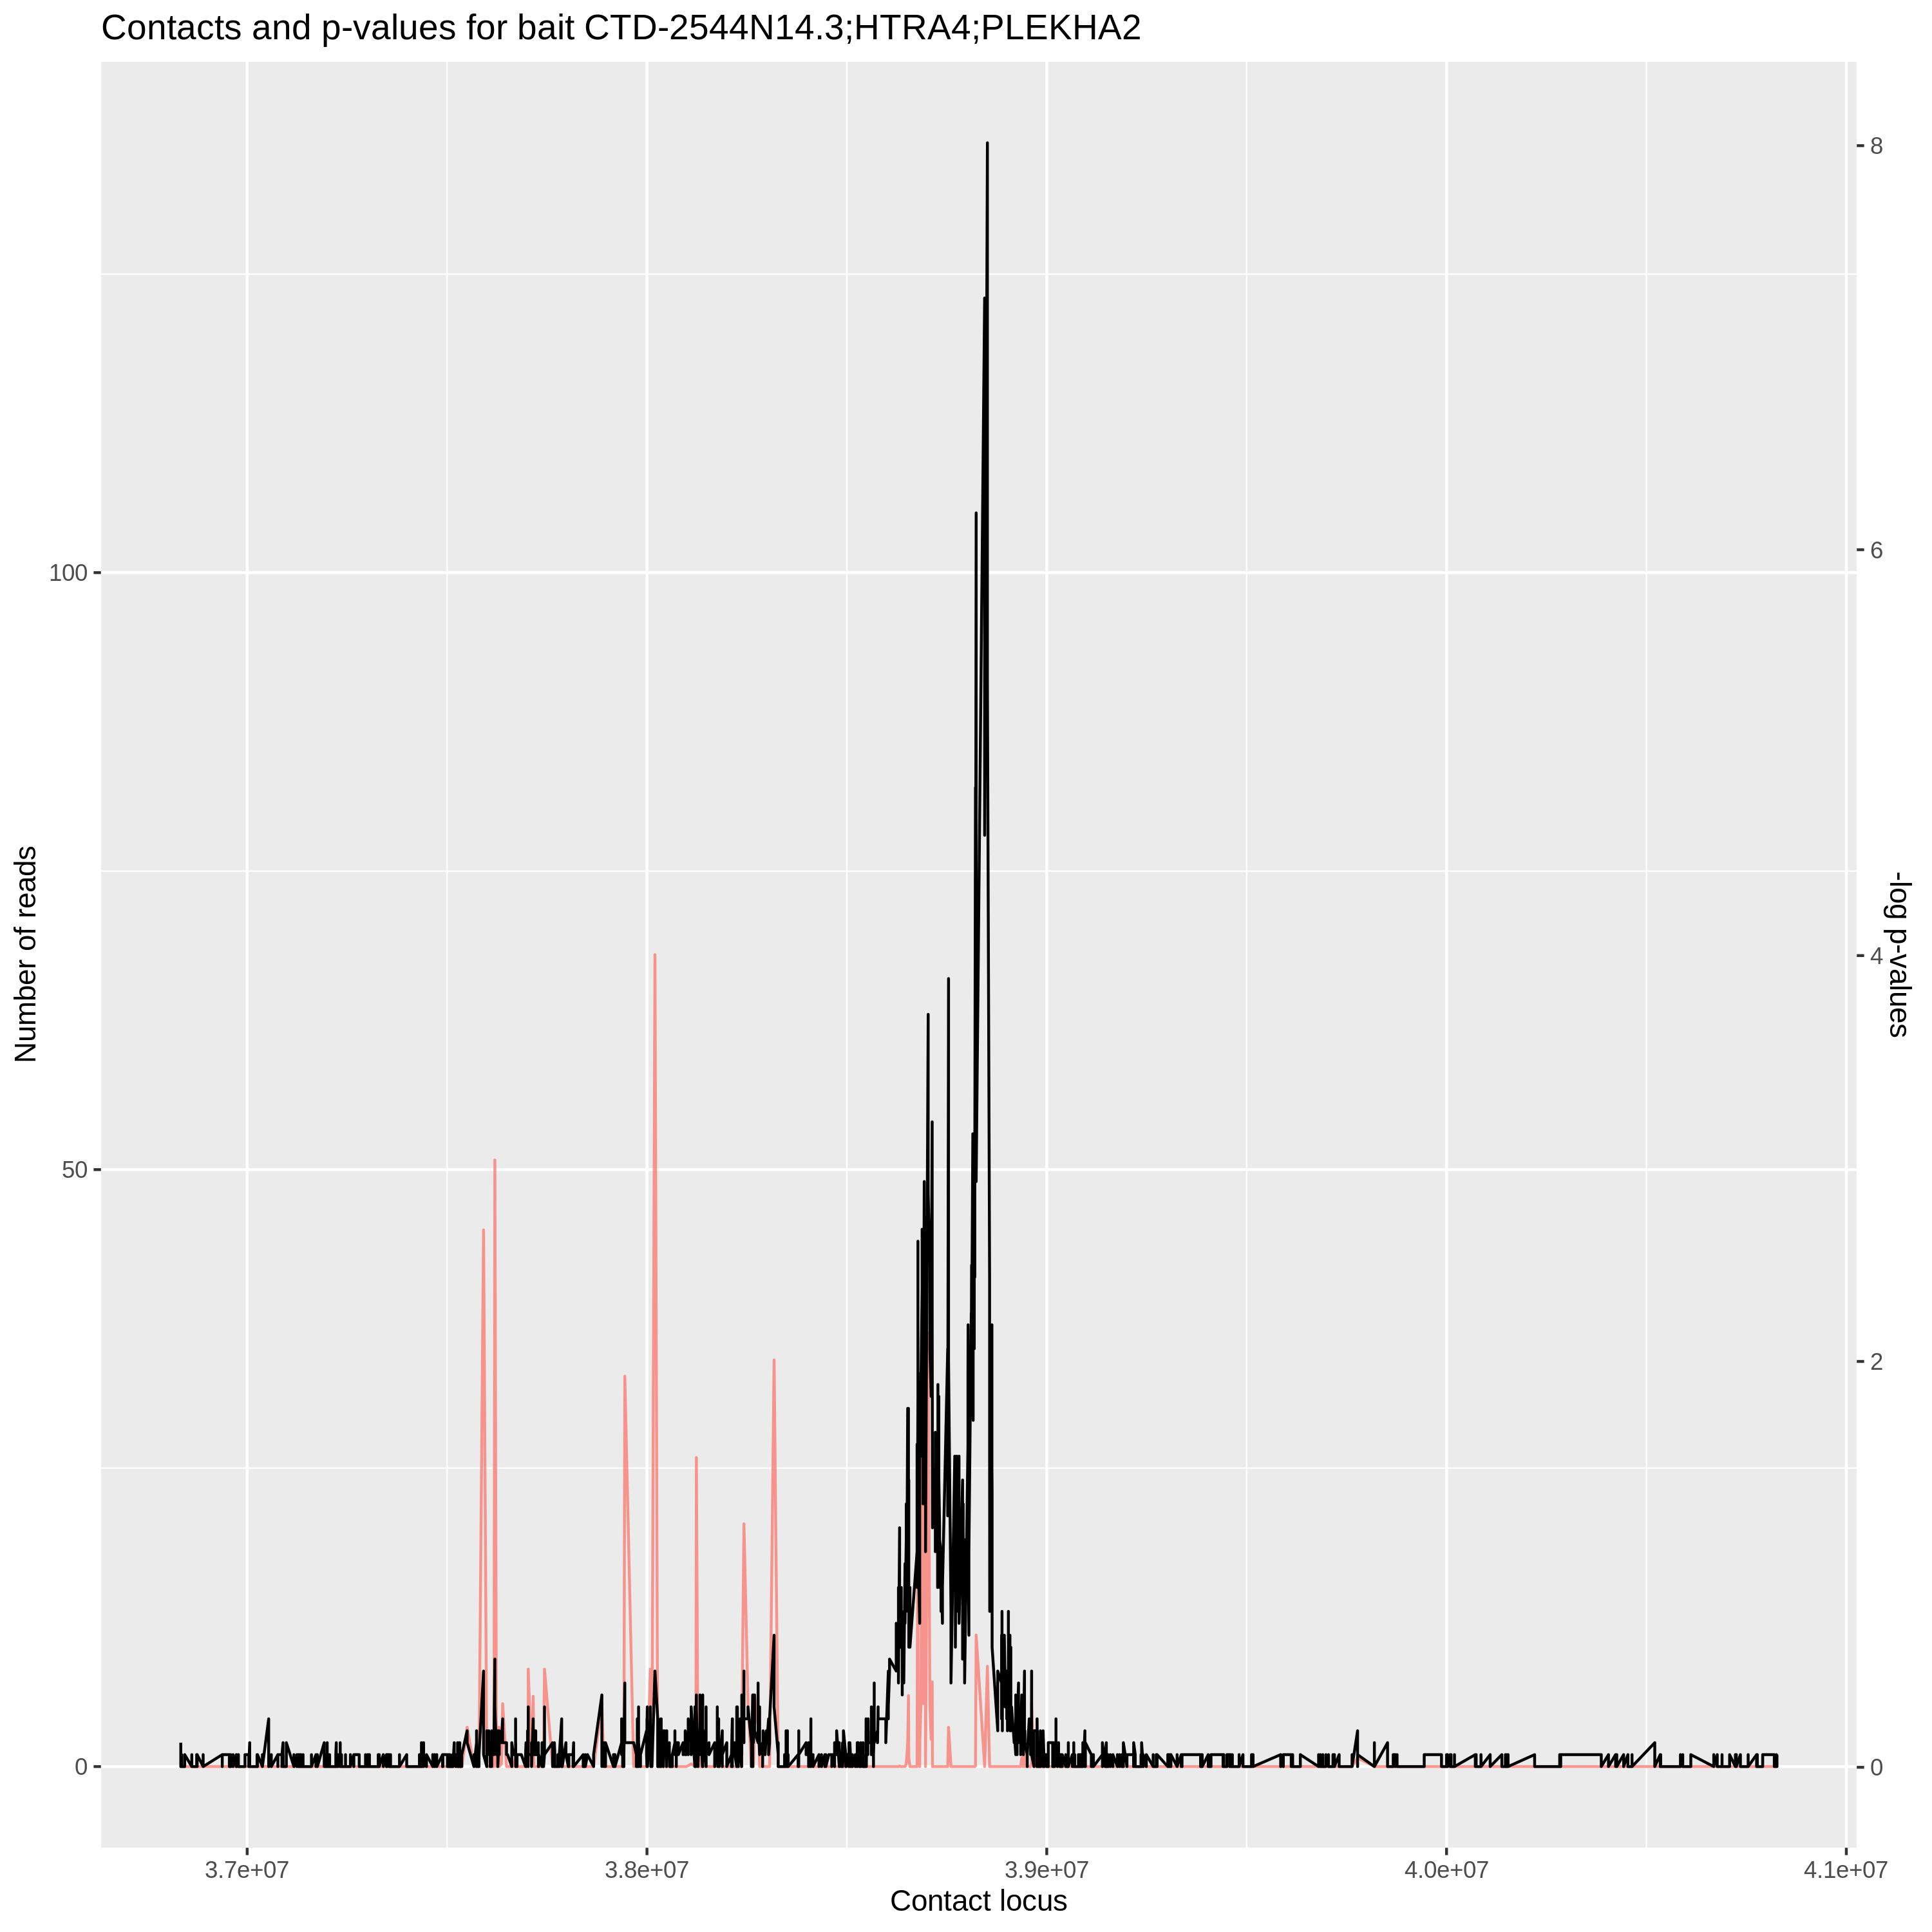 Contacts and p-values for bait CTD-2544N14.3;HTRA4;PLEKHA2
Number of reads
100
50
0
8
6
4
2
0
-log p-values
3.7e+07
3.8e+07
3.9e+07
4.0e+07
4.1e+07
Contact locus